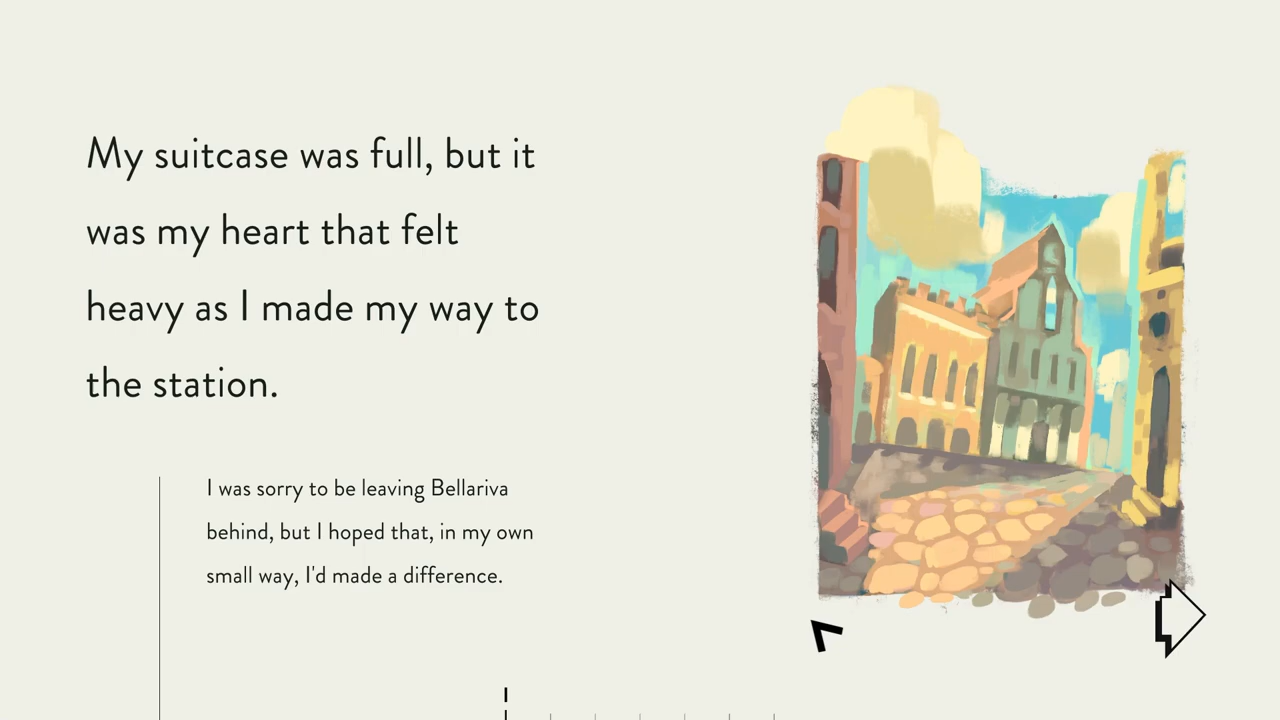 My suitcase was full, but it
was my heart that felt
heavy as I made my way to
the station.
I was sorry to be leaving Bellariva
behind, but I hoped that, in my own
small way, I'd made a difference.